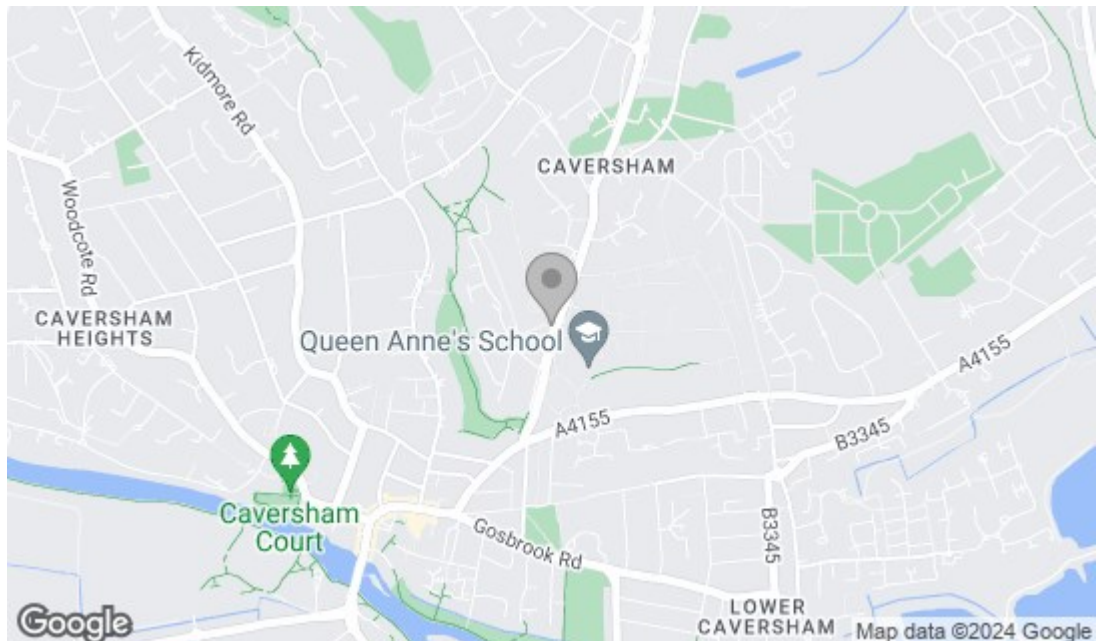 Kidmore Rd
CAVERSHAM
Woodcote Rd
CAVERSHAM
HEIGHTS
Queen Anne's School
A4155
A4155
B3345
Caversham
Court
Gosbrook Rd
B3345
LOWER
CAVERSHAM
Google
Map data ©2024 Google